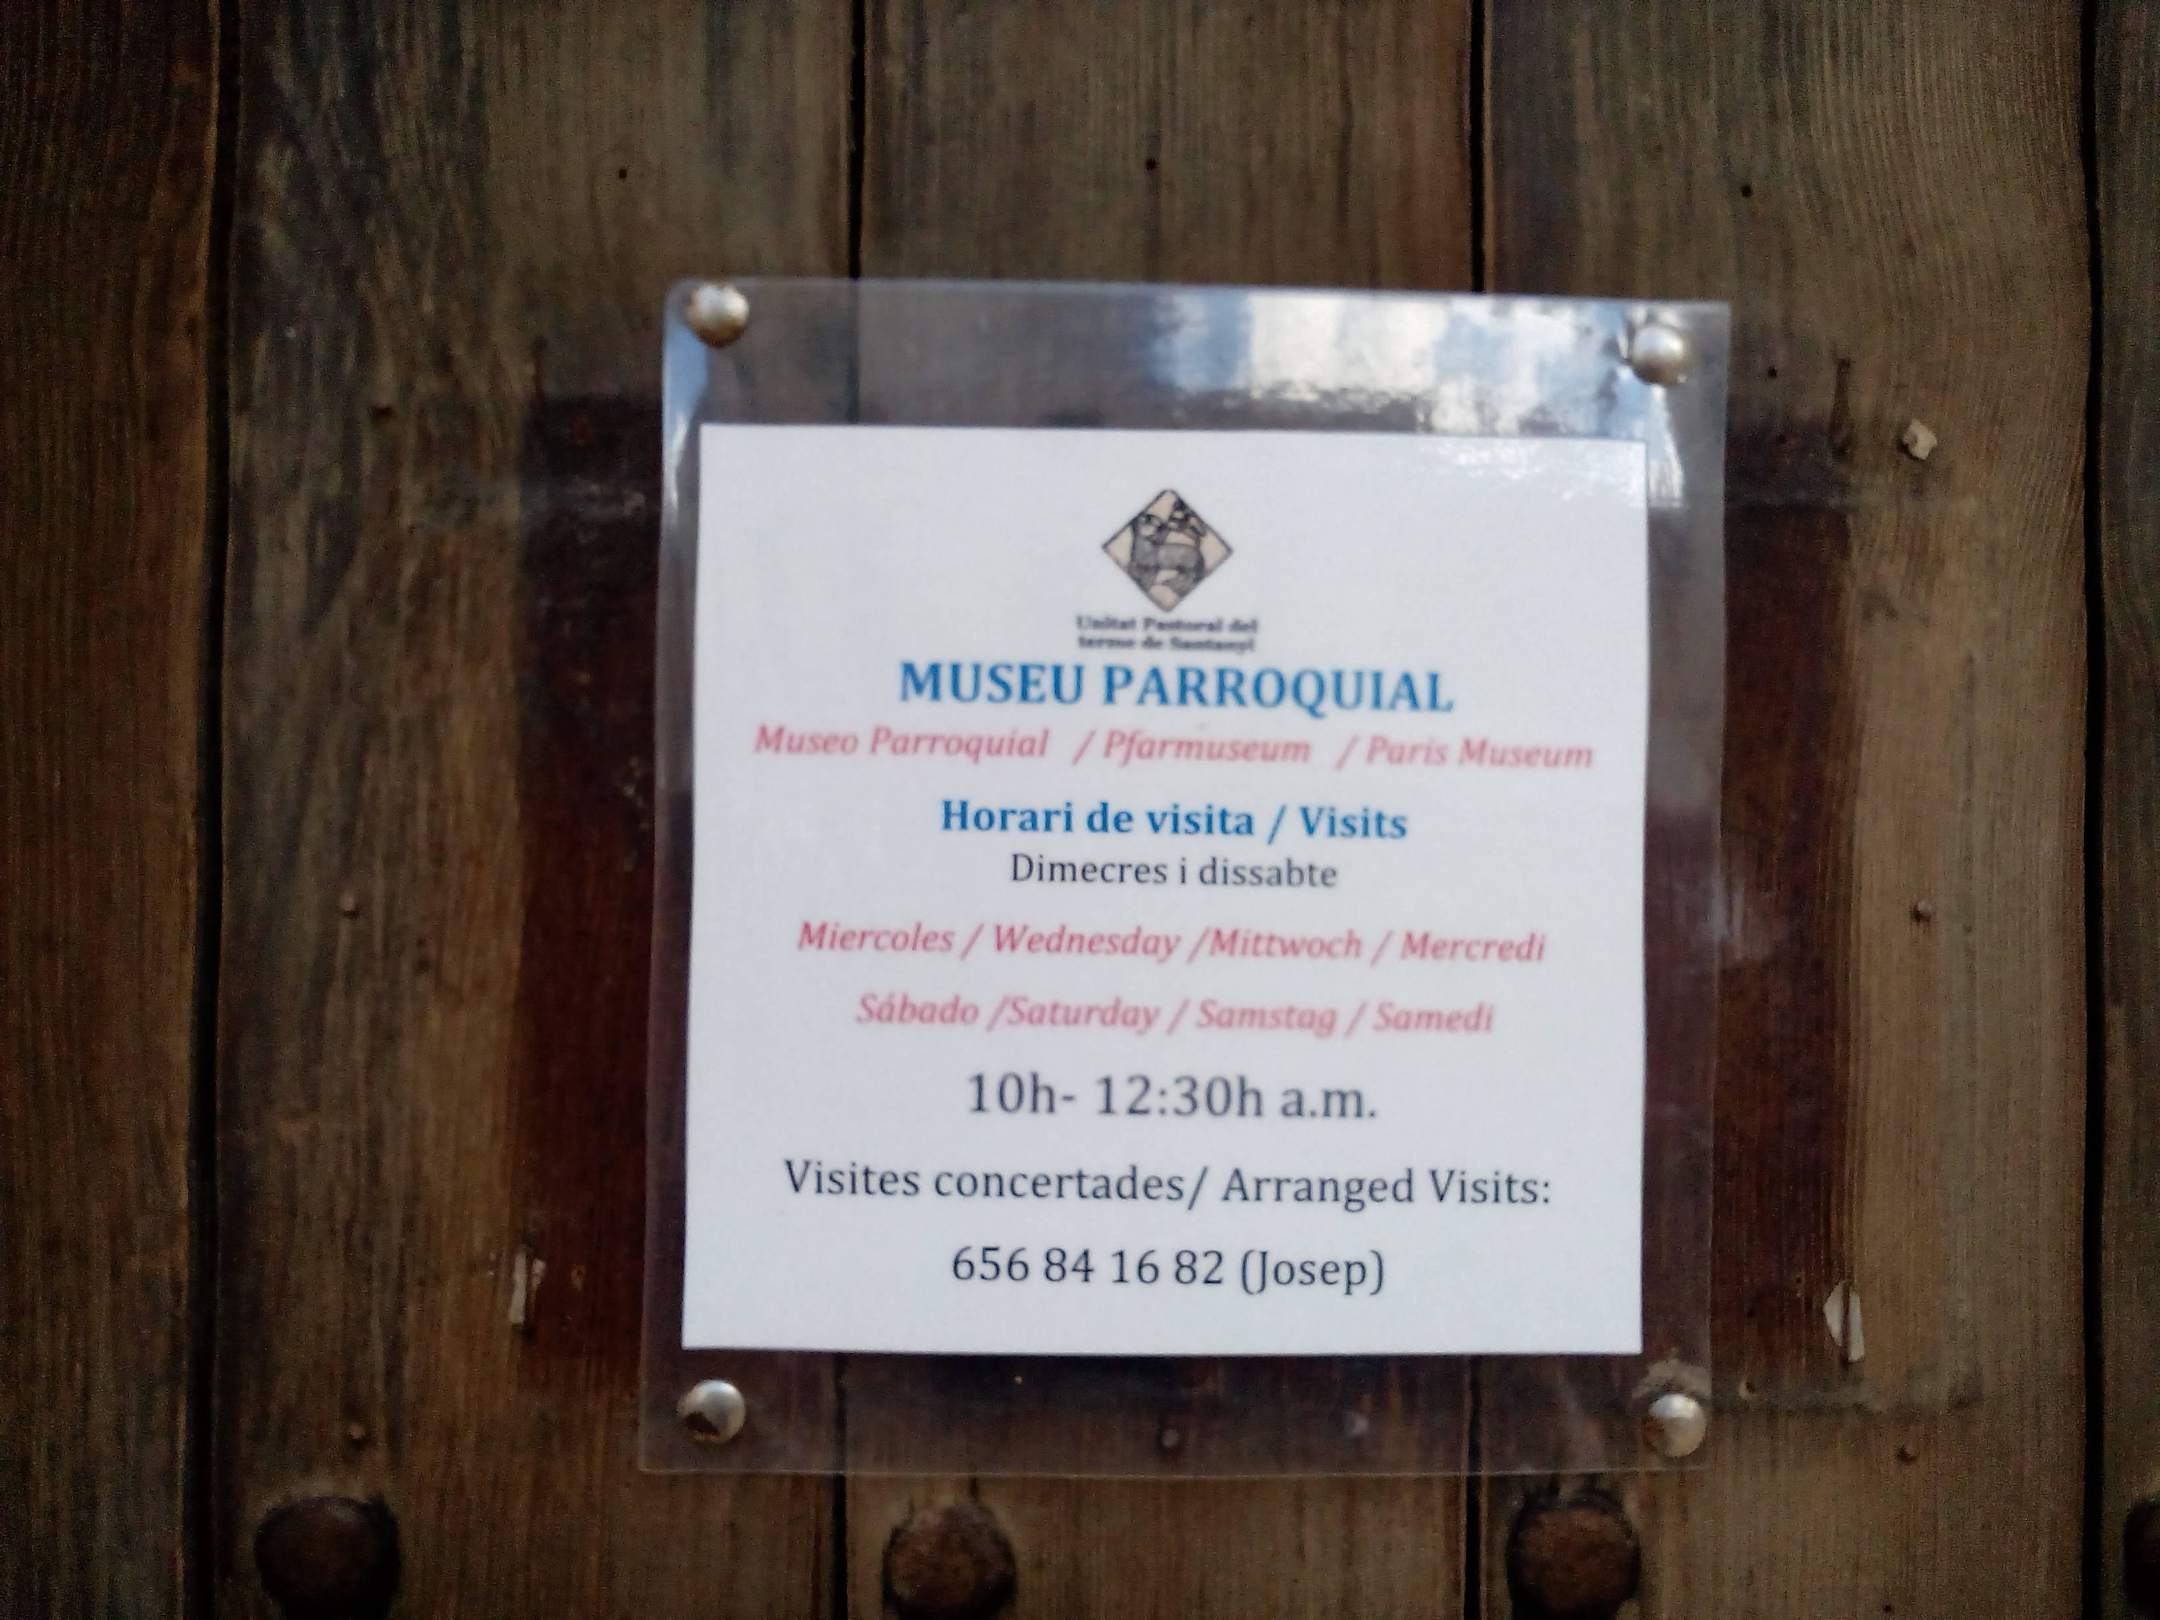 Unitat Pastoral del
terme de Santanyí
MUSEU PARROQUIAL
Museo Parroquial / Pfarmuseum / Paris Museum
Horari de visita / Visits
Dimecres i dissabte
Miercoles / Wednesday /Mittwoch / Mercredi
Sábado /Saturday / Samstag / Samedi
10h- 12:30h a.m.
Visites concertades/ Arranged Visits:
656 84 16 82 (Josep)